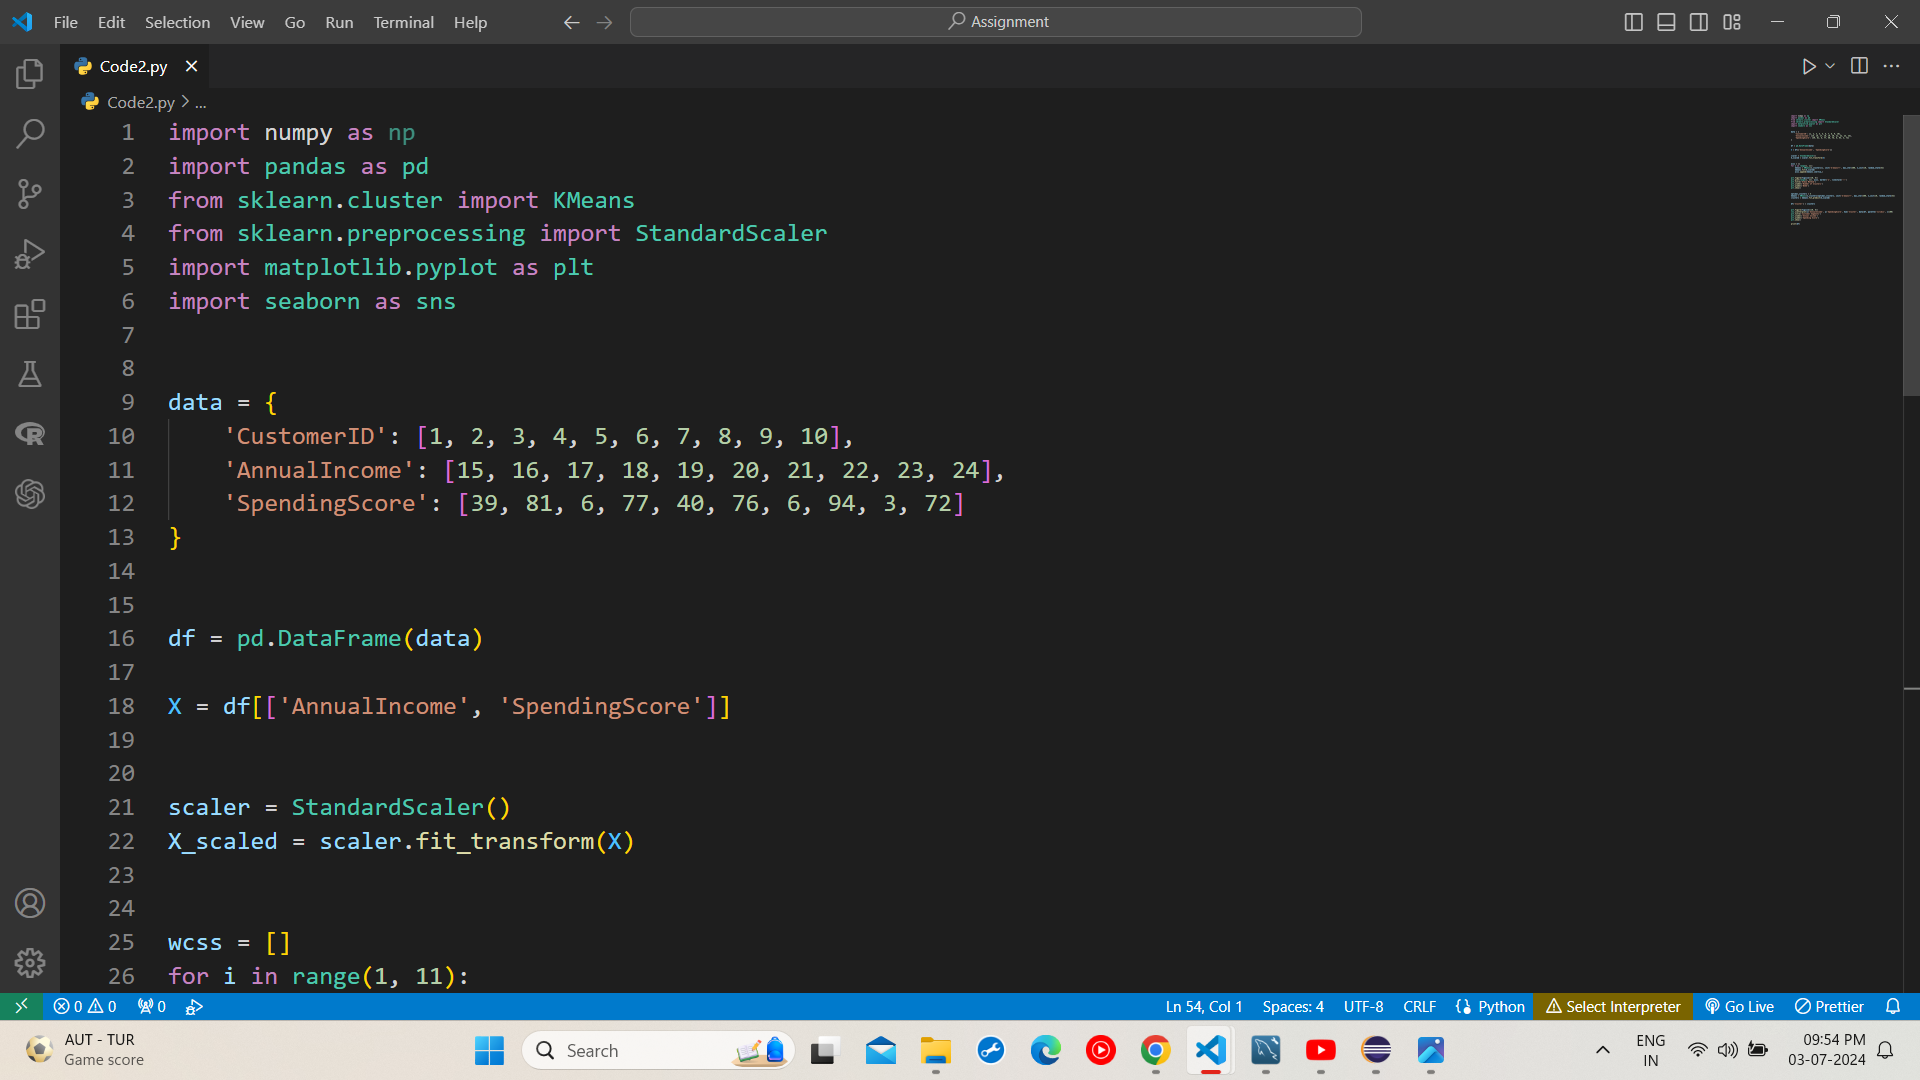 File Edit Selection View Go Run Terminal Help
Assignment
Code2.py
Code2.py > ...
1 import numpy as np
2 import pandas as pd
3 from sklearn.cluster import KMeans
4 from sklearn.preprocessing import StandardScaler
5 import matplotlib.pyplot as plt
6 import seaborn as sns
7
8
9 data = {
10     'CustomerID': [1, 2, 3, 4, 5, 6, 7, 8, 9, 10],
11     'AnnualIncome': [15, 16, 17, 18, 19, 20, 21, 22, 23, 24],
12     'SpendingScore': [39, 81, 6, 77, 40, 76, 6, 94, 3, 72]
13 }
14
15
16 df = pd.DataFrame(data)
17
18 X = df[['AnnualIncome', 'SpendingScore']]
19
20
21 scaler = StandardScaler()
22 X_scaled = scaler.fit_transform(X)
23
24
25 wcss = []
26 for i in range(1, 11):
0 0 0 Ln 54, Col 1 Spaces: 4 UTF-8 CRLF Python Select Interpreter Go Live Prettier
AUT - TUR
Game score
Search
ENG
IN
09:54 PM
03-07-2024